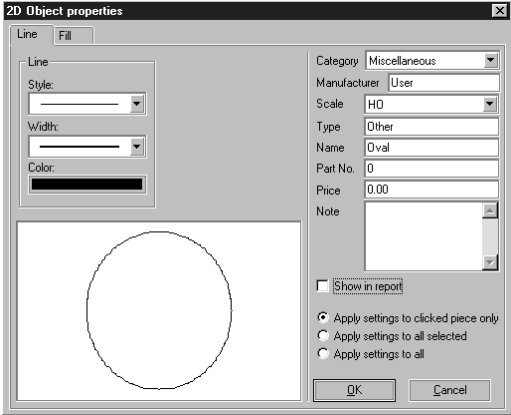 2D Object properties
Line
Fill
Line
Style:
Width:
Color:
Category Miscellaneous
Manufacturer User
Scale HO
Type Other
Name Oval
Part No. 0
Price 0.00
Note
Show in report
Apply settings to clicked piece only
Apply settings to all selected
Apply settings to all
OK
Cancel